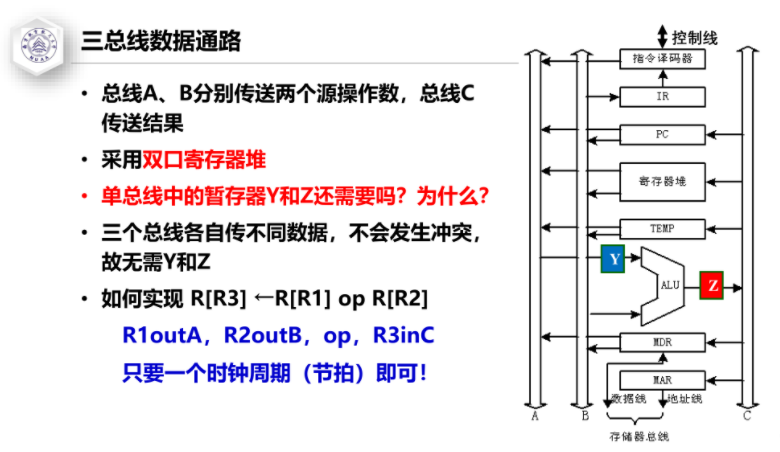 三总线数据通路
• 总线A、B分别传送两个源操作数，总线C
传送结果
• 采用双口寄存器堆
• 单总线中的暂存器Y和Z还需要吗？为什么？
• 三个总线各自传不同数据，不会发生冲突，
故无需Y和Z
• 如何实现 R[R3] ←R[R1] op R[R2]
R1outA，R2outB，op，R3inC
只要一个时钟周期（节拍）即可！
控制线
指令译码器
IR
PC
寄存器堆
TEMP
Y
ALU
Z
MDR
MAR
数据线
地址线
A
B
C
存储器总线